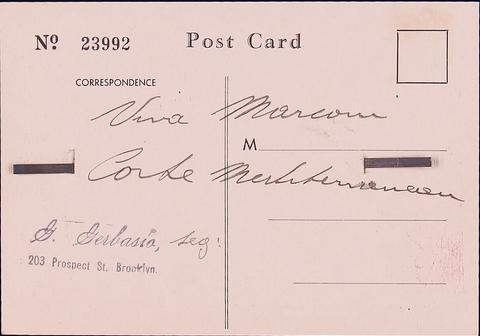 Nº 23992
Post Card
CORRESPONDENCE
Viva Marconi
M
Corte Mediterranean
G. Gerbasio, seg:
203 Prospect St. Brooklyn.